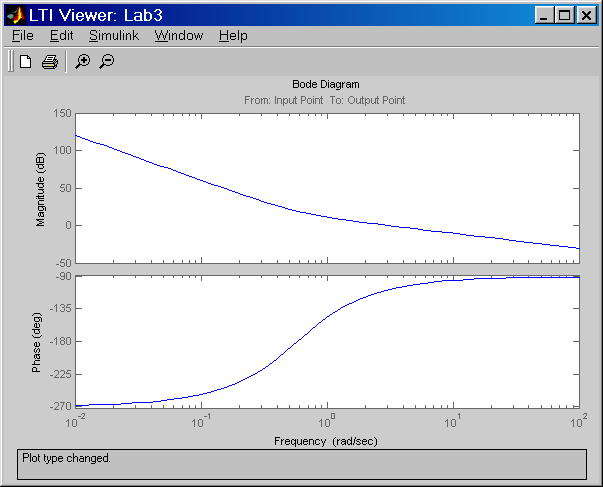 LTI Viewer: Lab3
File Edit Simulink Window Help
Bode Diagram
From: Input Point To: Output Point
150
100
50
0
-50
Magnitude (dB)
-90
-135
-180
-225
-270
Phase (deg)
10^-2 10^-1 10^0 10^1 10^2
Frequency (rad/sec)
Plot type changed.